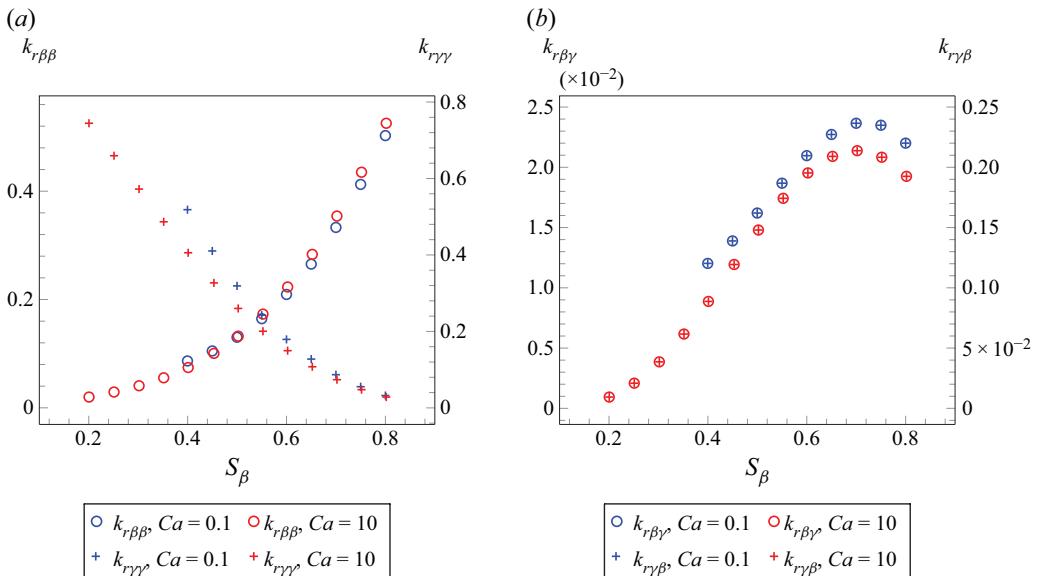 (a)
k_{rββ}
k_{rγγ}
0.8
0.6
0.4
0.4
0.2
0.2
0
0
0.2 0.4 0.6 0.8
S_β
k_{rββ}, Ca = 0.1 k_{rββ}, Ca = 10
k_{rγγ}, Ca = 0.1 k_{rγγ}, Ca = 10
(b)
k_{rβγ}
k_{rγβ}
(×10⁻²)
2.5 0.25
2.0 0.20
1.5 0.15
1.0 0.10
0.5 5 × 10⁻²
0 0
0.2 0.4 0.6 0.8
S_β
k_{rβγ}, Ca = 0.1 k_{rβγ}, Ca = 10
k_{rγβ}, Ca = 0.1 k_{rγβ}, Ca = 10